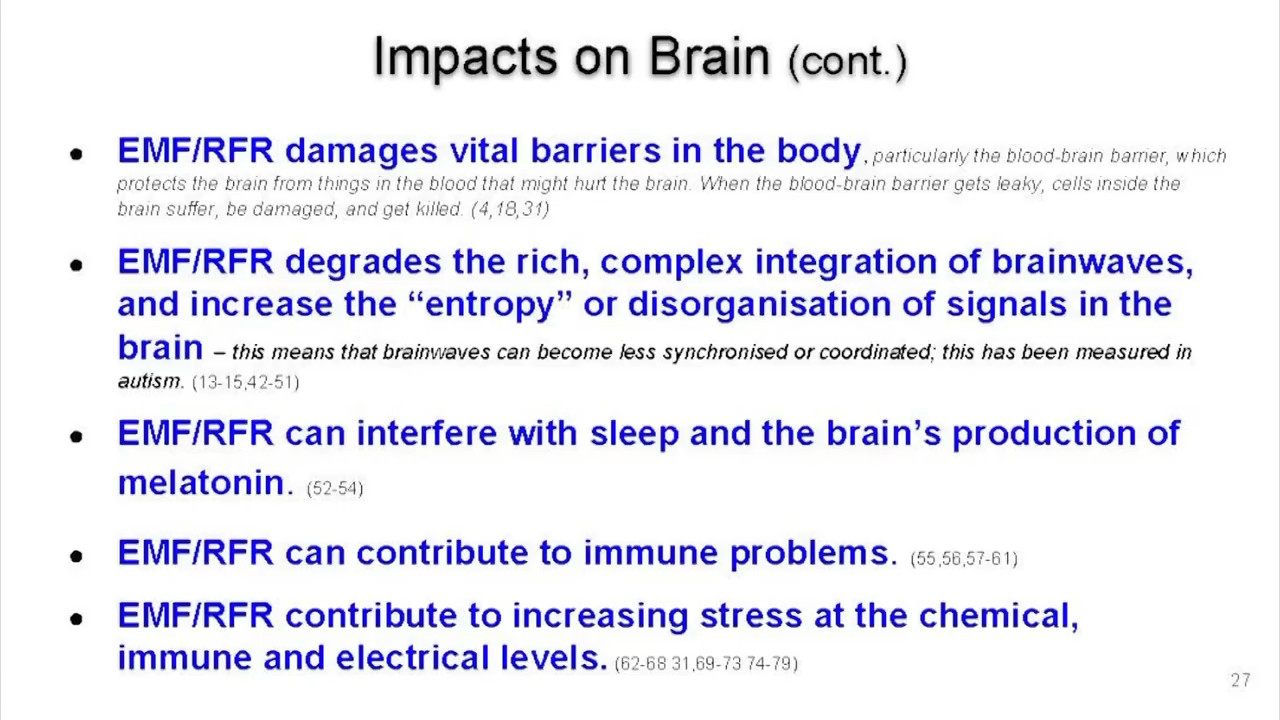 Impacts on Brain (cont.)
• EMF/RFR damages vital barriers in the body, particularly the blood-brain barrier, which
protects the brain from things in the blood that might hurt the brain. When the blood-brain barrier gets leaky, cells inside the
brain suffer, be damaged, and get killed. (4,18,31)
• EMF/RFR degrades the rich, complex integration of brainwaves,
and increase the “entropy” or disorganisation of signals in the
brain – this means that brainwaves can become less synchronised or coordinated; this has been measured in
autism. (13-15,42-51)
• EMF/RFR can interfere with sleep and the brain’s production of
melatonin. (52-54)
• EMF/RFR can contribute to immune problems. (55,56,57-61)
• EMF/RFR contribute to increasing stress at the chemical,
immune and electrical levels. (62-68 31,69-73 74-79)
27